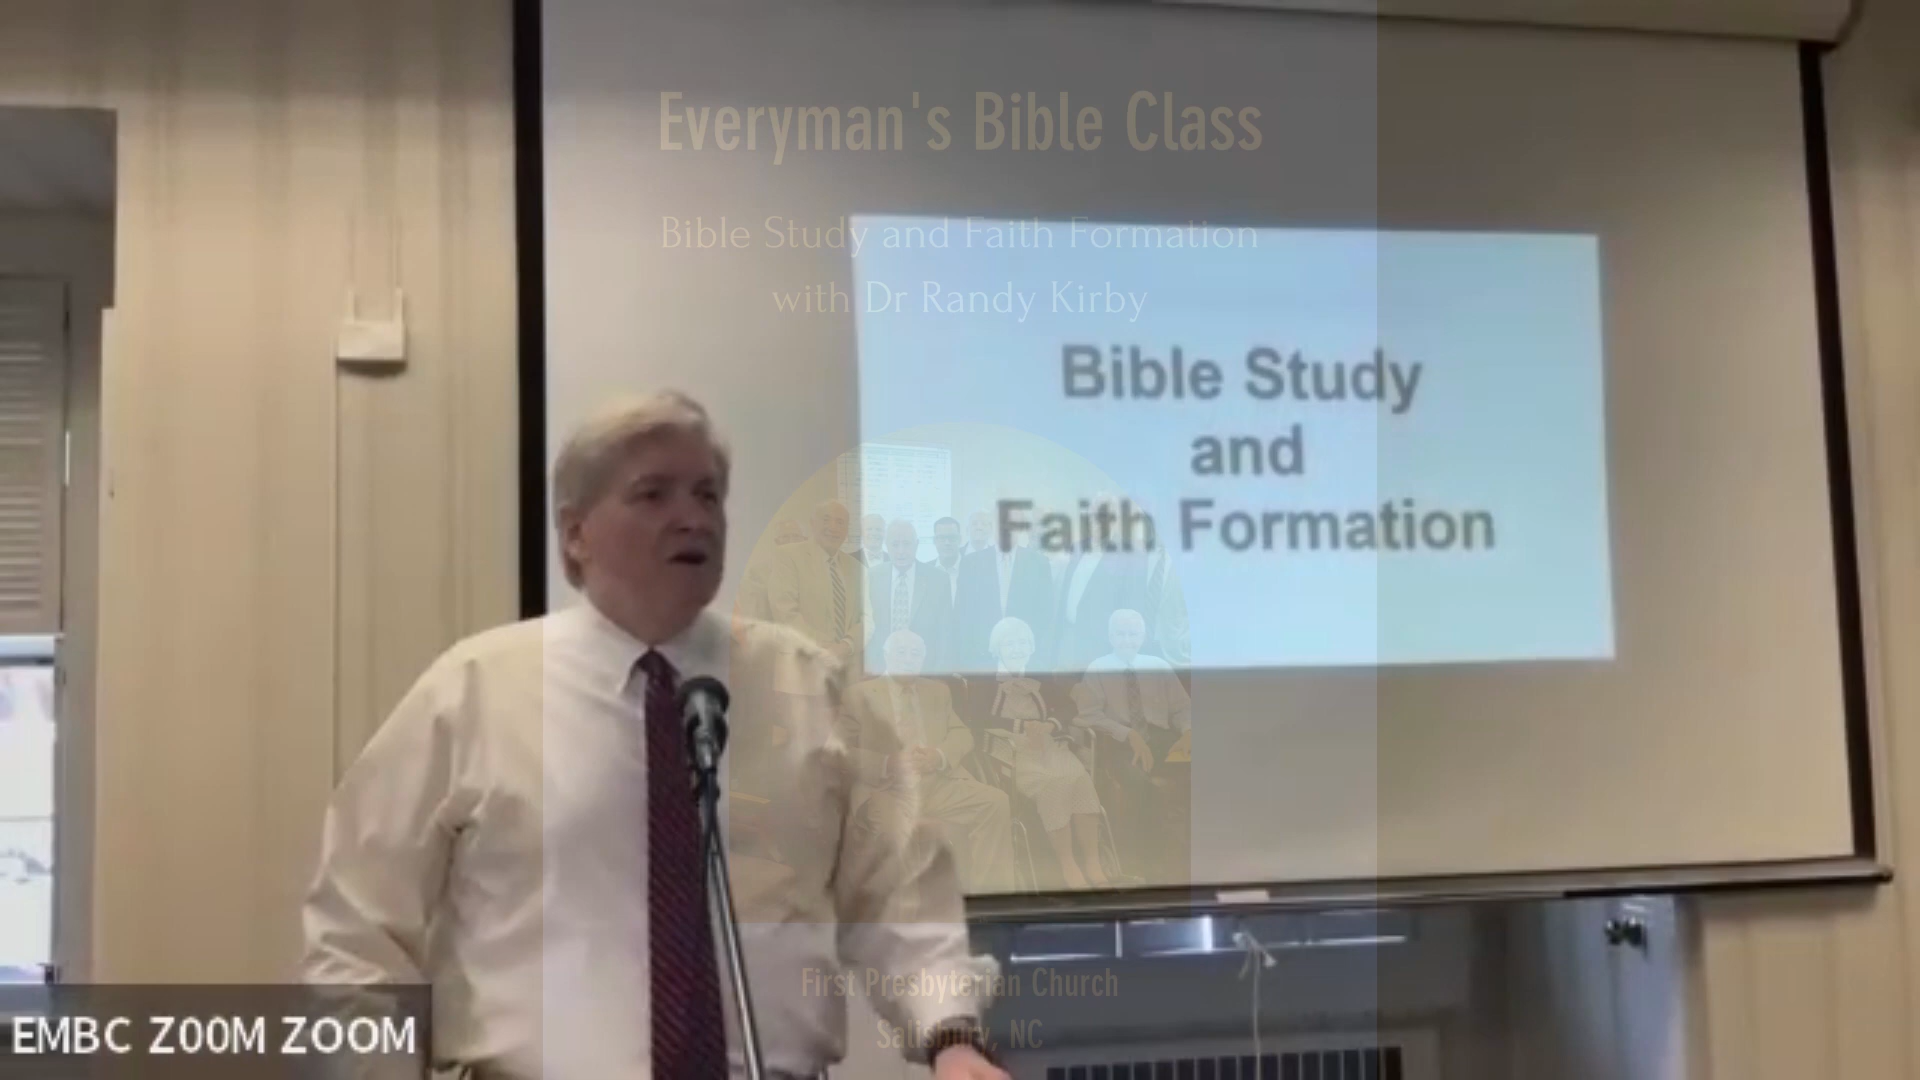 Everyman's Bible Class
Bible Study and Faith Formation
with Dr Randy Kirby
Bible Study
and
Faith Formation
First Presbyterian Church
Salisbury, NC
EMBC Z00M ZOOM